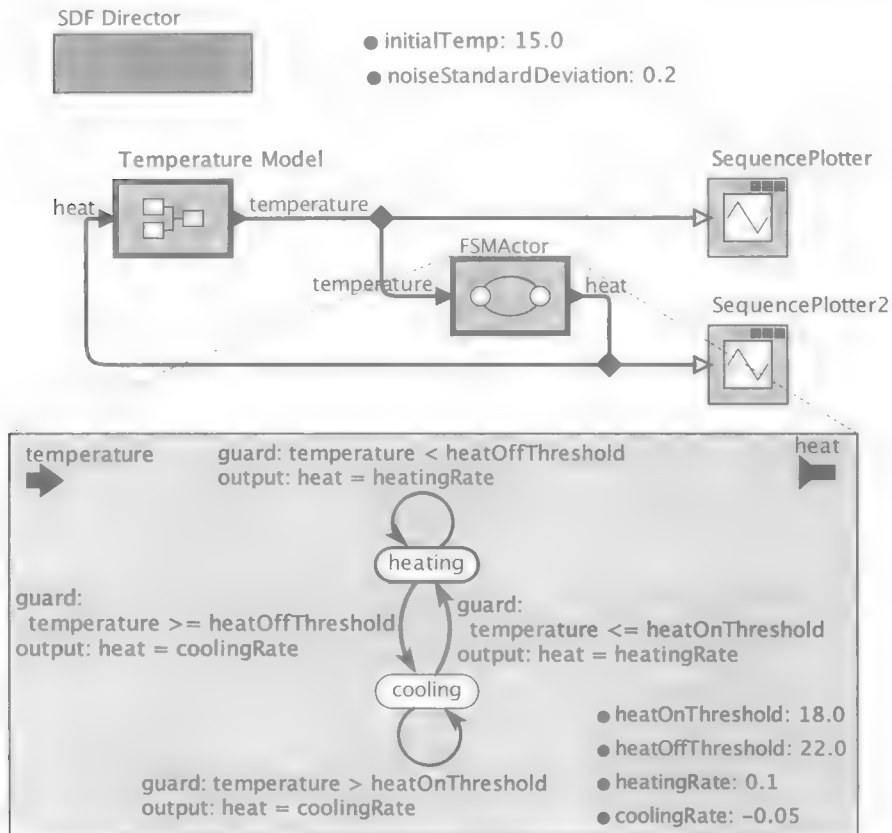 SDF Director
● initialTemp: 15.0
● noiseStandardDeviation: 0.2
Temperature Model
SequencePlotter
heat
temperature
FSMActor
temperature
heat
SequencePlotter2
temperature
heat
guard: temperature < heatOffThreshold
output: heat = heatingRate
heating
guard:
temperature >= heatOffThreshold
output: heat = coolingRate
guard:
temperature <= heatOnThreshold
output: heat = heatingRate
cooling
● heatOnThreshold: 18.0
● heatOffThreshold: 22.0
● heatingRate: 0.1
● coolingRate: -0.05
guard: temperature > heatOnThreshold
output: heat = coolingRate